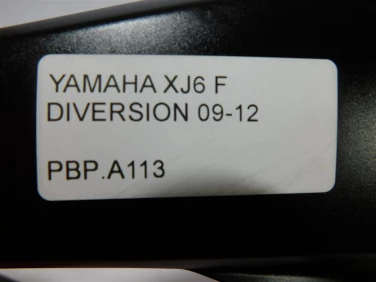 YAMAHA XJ6 F
DIVERSION 09-12
PBP.A113